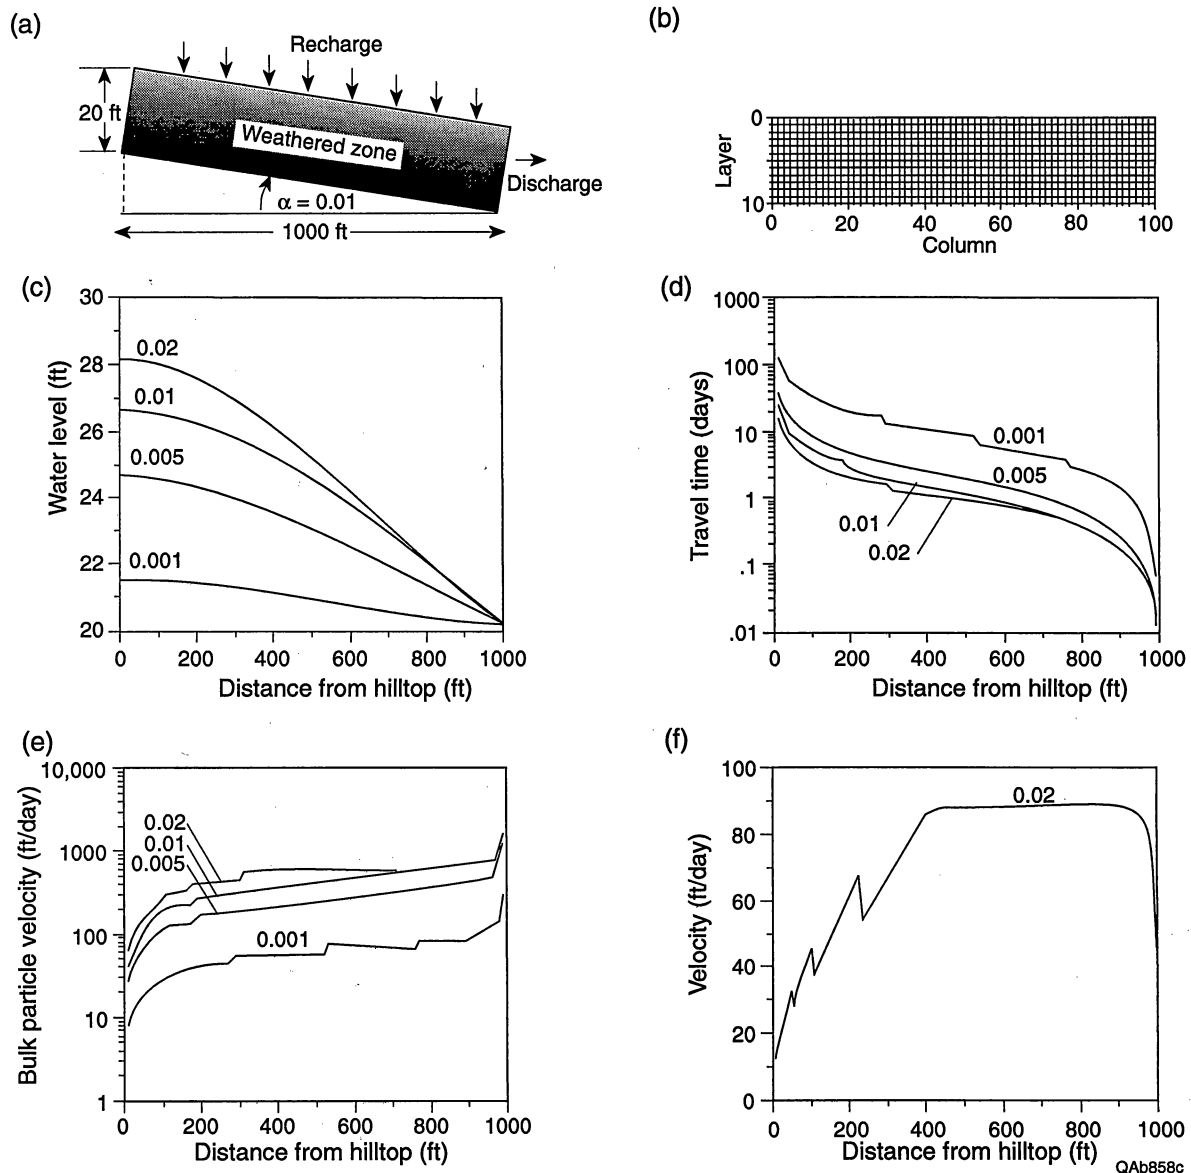 (a)
Recharge
20 ft
Weathered zone
Discharge
α = 0.01
1000 ft
(b)
Layer
0
10
0 20 40 60 80 100
Column
(c)
Water level (ft)
30
28
26
24
22
20
0.02
0.01
0.005
0.001
0 200 400 600 800 1000
Distance from hilltop (ft)
(d)
Travel time (days)
1000
100
10
1
.1
.01
0.001
0.005
0.01
0.02
0 200 400 600 800 1000
Distance from hilltop (ft)
(e)
Bulk particle velocity (ft/day)
10,000
1000
100
10
1
0.02
0.01
0.005
0.001
0 200 400 600 800 1000
Distance from hilltop (ft)
(f)
Velocity (ft/day)
100
80
60
40
20
0
0.02
0 200 400 600 800 1000
Distance from hilltop (ft)
QAb858c